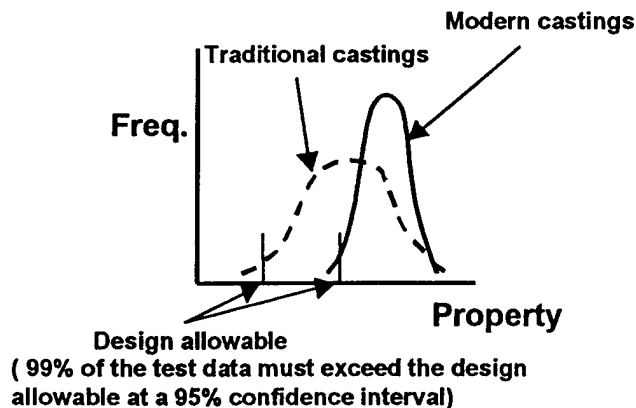 Modern castings
Traditional castings
Freq.
Property
Design allowable
( 99% of the test data must exceed the design
allowable at a 95% confidence interval)